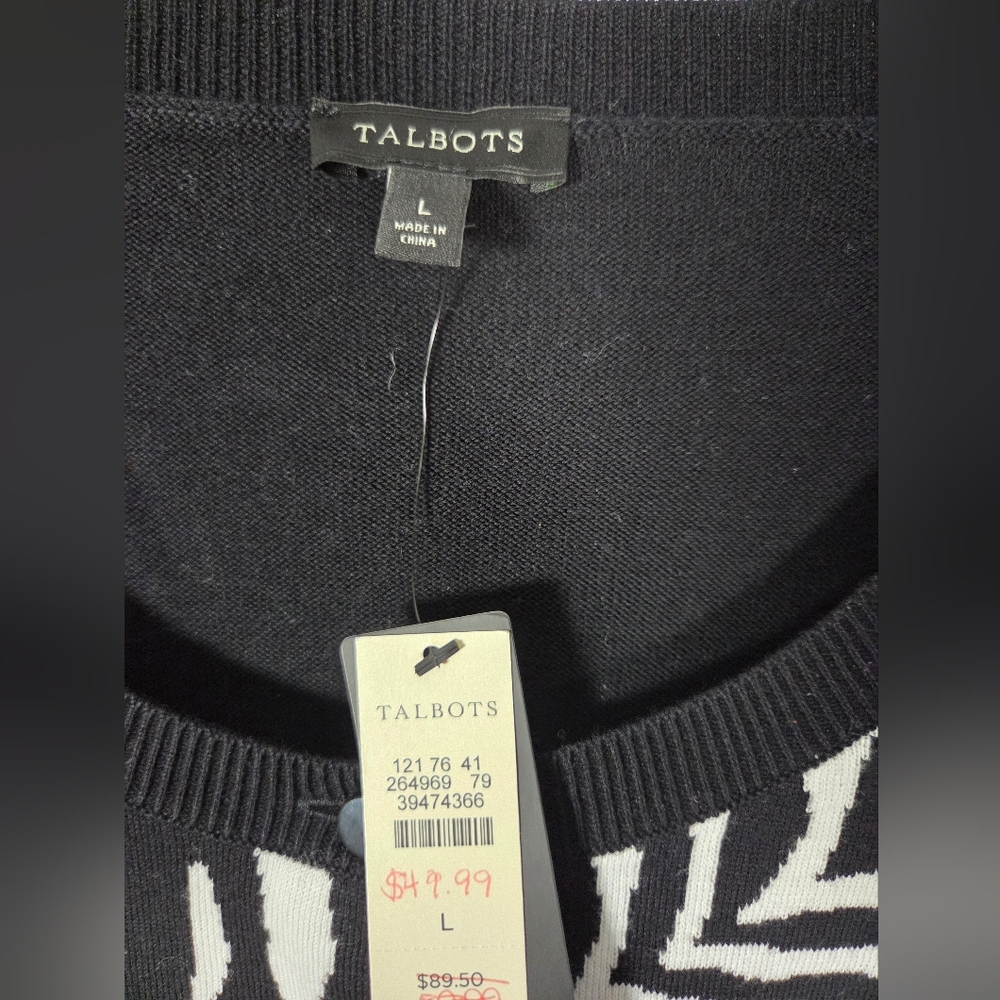 TALBOTS
L
MADE IN
CHINA
TALBOTS
121 76 41
264969 79
39474366
$49.99
L
$89.50